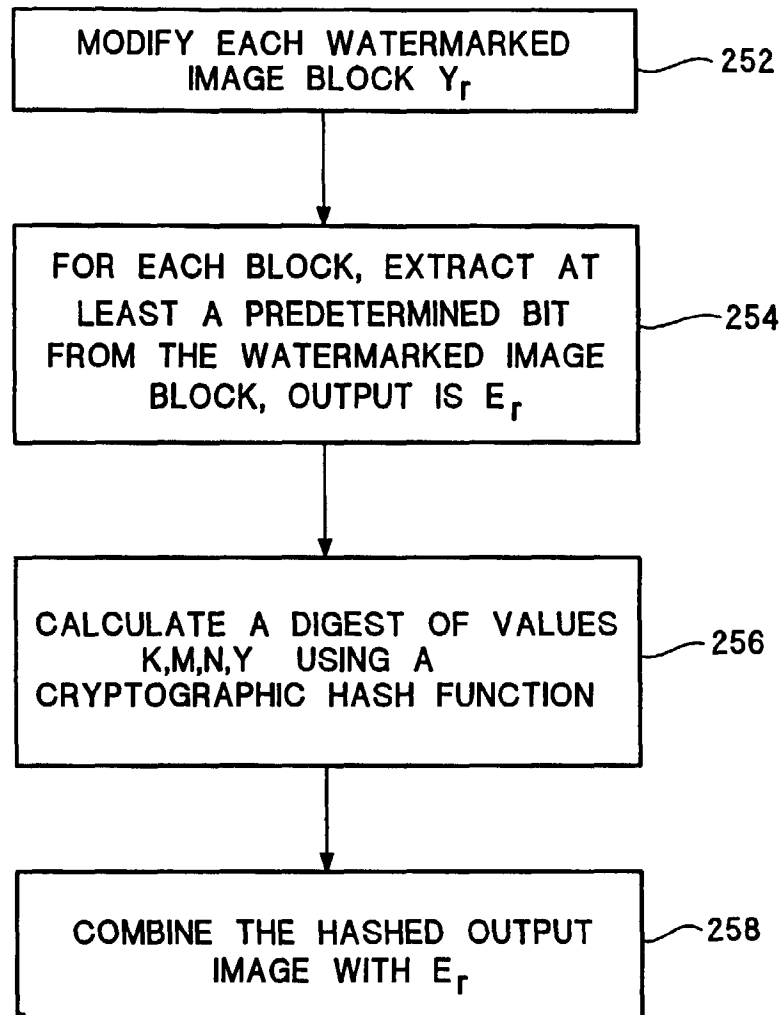 MODIFY EACH WATERMARKED
IMAGE BLOCK Yr
252
FOR EACH BLOCK, EXTRACT AT
LEAST A PREDETERMINED BIT
FROM THE WATERMARKED IMAGE
BLOCK, OUTPUT IS Er
254
CALCULATE A DIGEST OF VALUES
K,M,N,Y USING A
CRYPTOGRAPHIC HASH FUNCTION
256
COMBINE THE HASHED OUTPUT
IMAGE WITH Er
258